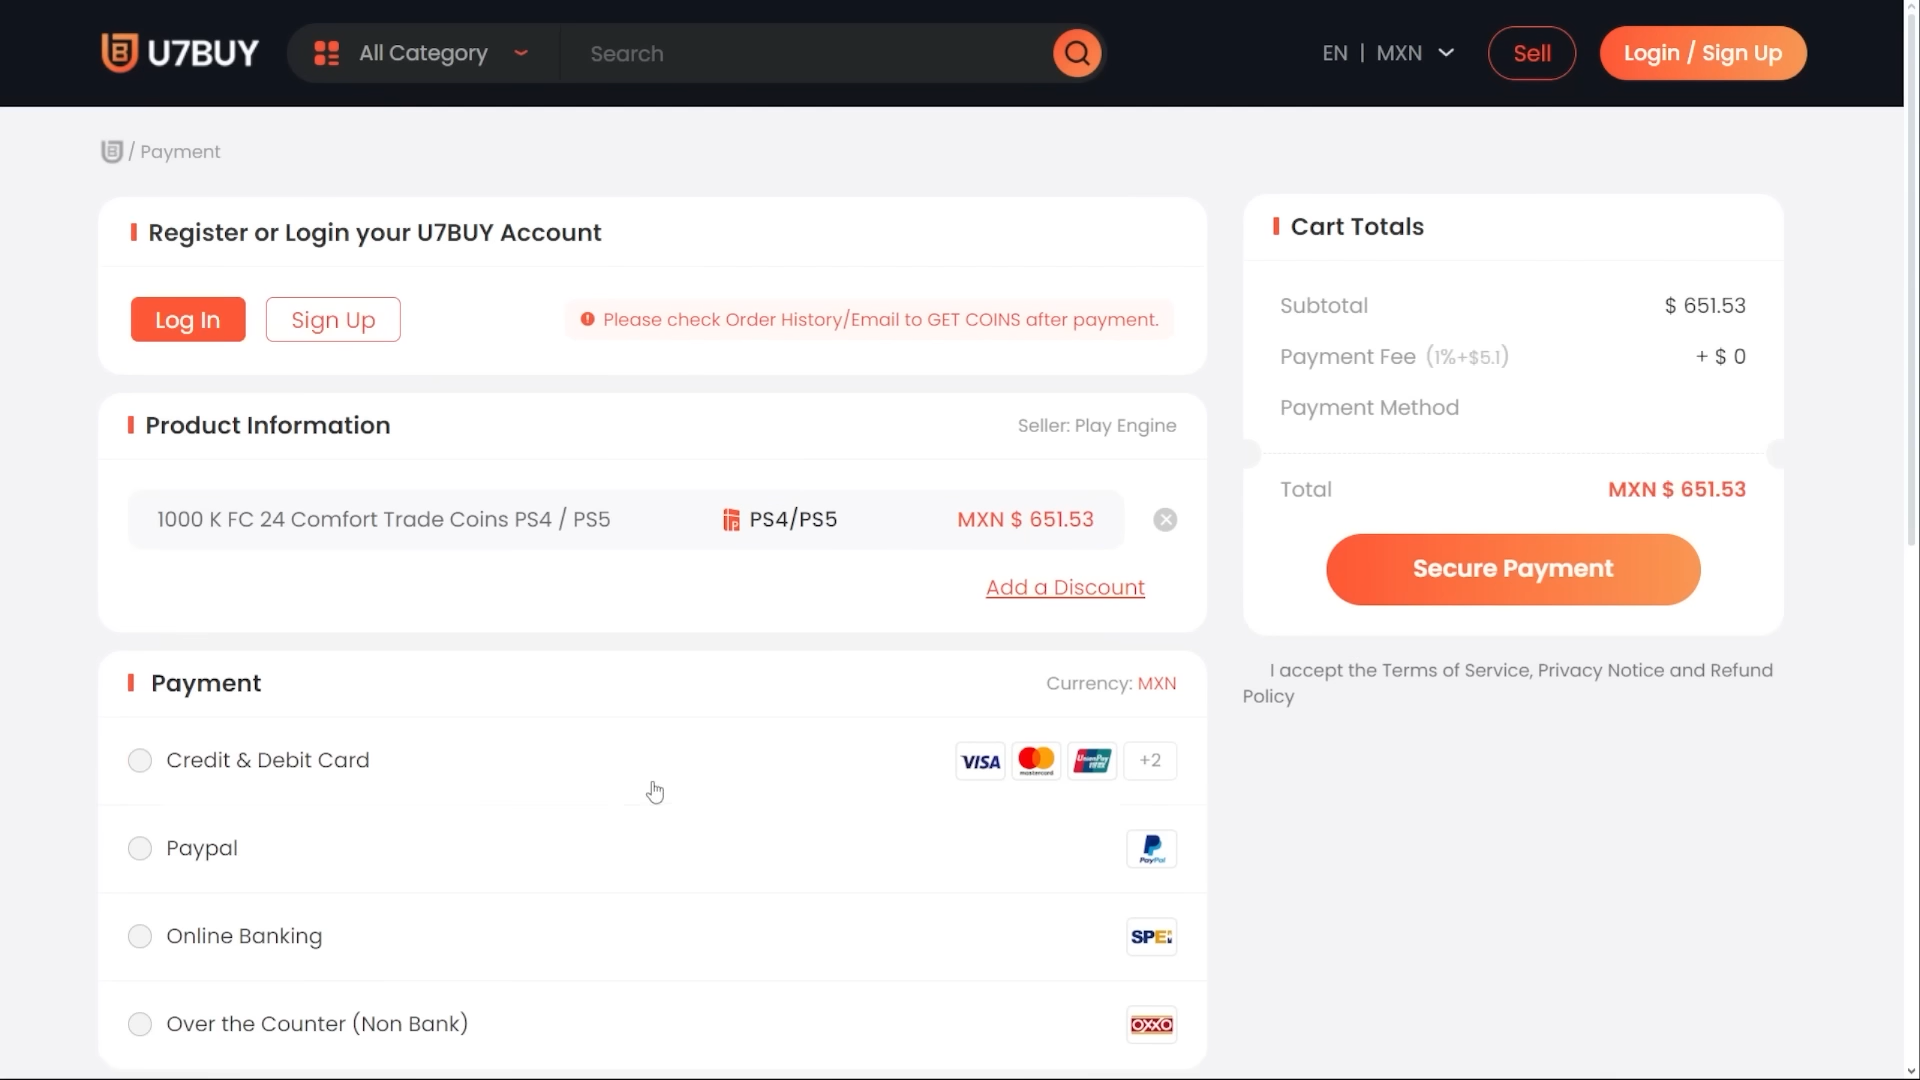 U7BUY
All Category
Search
EN | MXN
Sell
Login / Sign Up
/ Payment
Register or Login your U7BUY Account
Log In
Sign Up
Please check Order History/Email to GET COINS after payment.
Product Information
Seller: Play Engine
1000 K FC 24 Comfort Trade Coins PS4 / PS5
PS4/PS5
MXN $ 651.53
Add a Discount
Payment
Currency: MXN
Credit & Debit Card
VISA
mastercard
UnionPay
+2
Paypal
PayPal
Online Banking
SPEI
Over the Counter (Non Bank)
OXXO
Cart Totals
Subtotal
$ 651.53
Payment Fee (1%+$5.1)
+ $ 0
Payment Method
Total
MXN $ 651.53
Secure Payment
I accept the Terms of Service, Privacy Notice and Refund
Policy